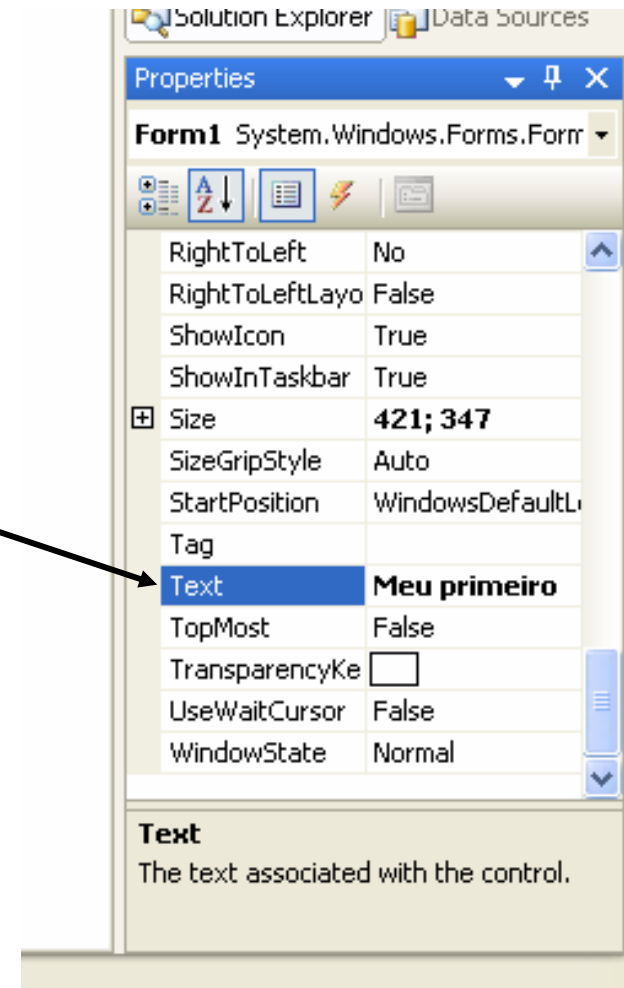 Solution Explorer Data Sources
Properties
Form1 System.Windows.Forms.Form
RightToLeft No
RightToLeftLayo False
ShowIcon True
ShowInTaskbar True
Size 421; 347
SizeGripStyle Auto
StartPosition WindowsDefaultL
Tag
Text Meu primeiro
TopMost False
TransparencyKe
UseWaitCursor False
WindowState Normal
Text
The text associated with the control.